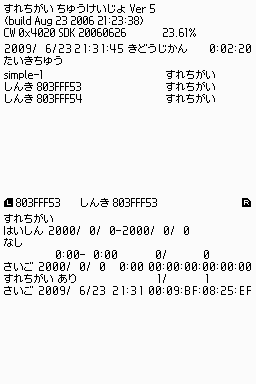 すれちがい ちゅうけいじょ Ver 5
(build Aug 23 2006 21:23:38)
CW 0x4020 SDK 20060626 23.61%
2009/ 6/23 21:31:45 きどうじかん 0:02:20
たいきちゅう
simple-1 すれちがい
しんき 803FFF53 すれちがい
しんき 803FFF54 すれちがい
L 803FFF53 しんき 803FFF53 R
すれちがい
はいしん 2000/ 0/ 0-2000/ 0/ 0
なし
0:00- 0:00 0/ 0
さいご 2000/ 0/ 0 0:00 00:00:00:00:00:00
すれちがい あり 1/ 1
さいご 2009/ 6/23 21:31 00:09:BF:08:25:EF